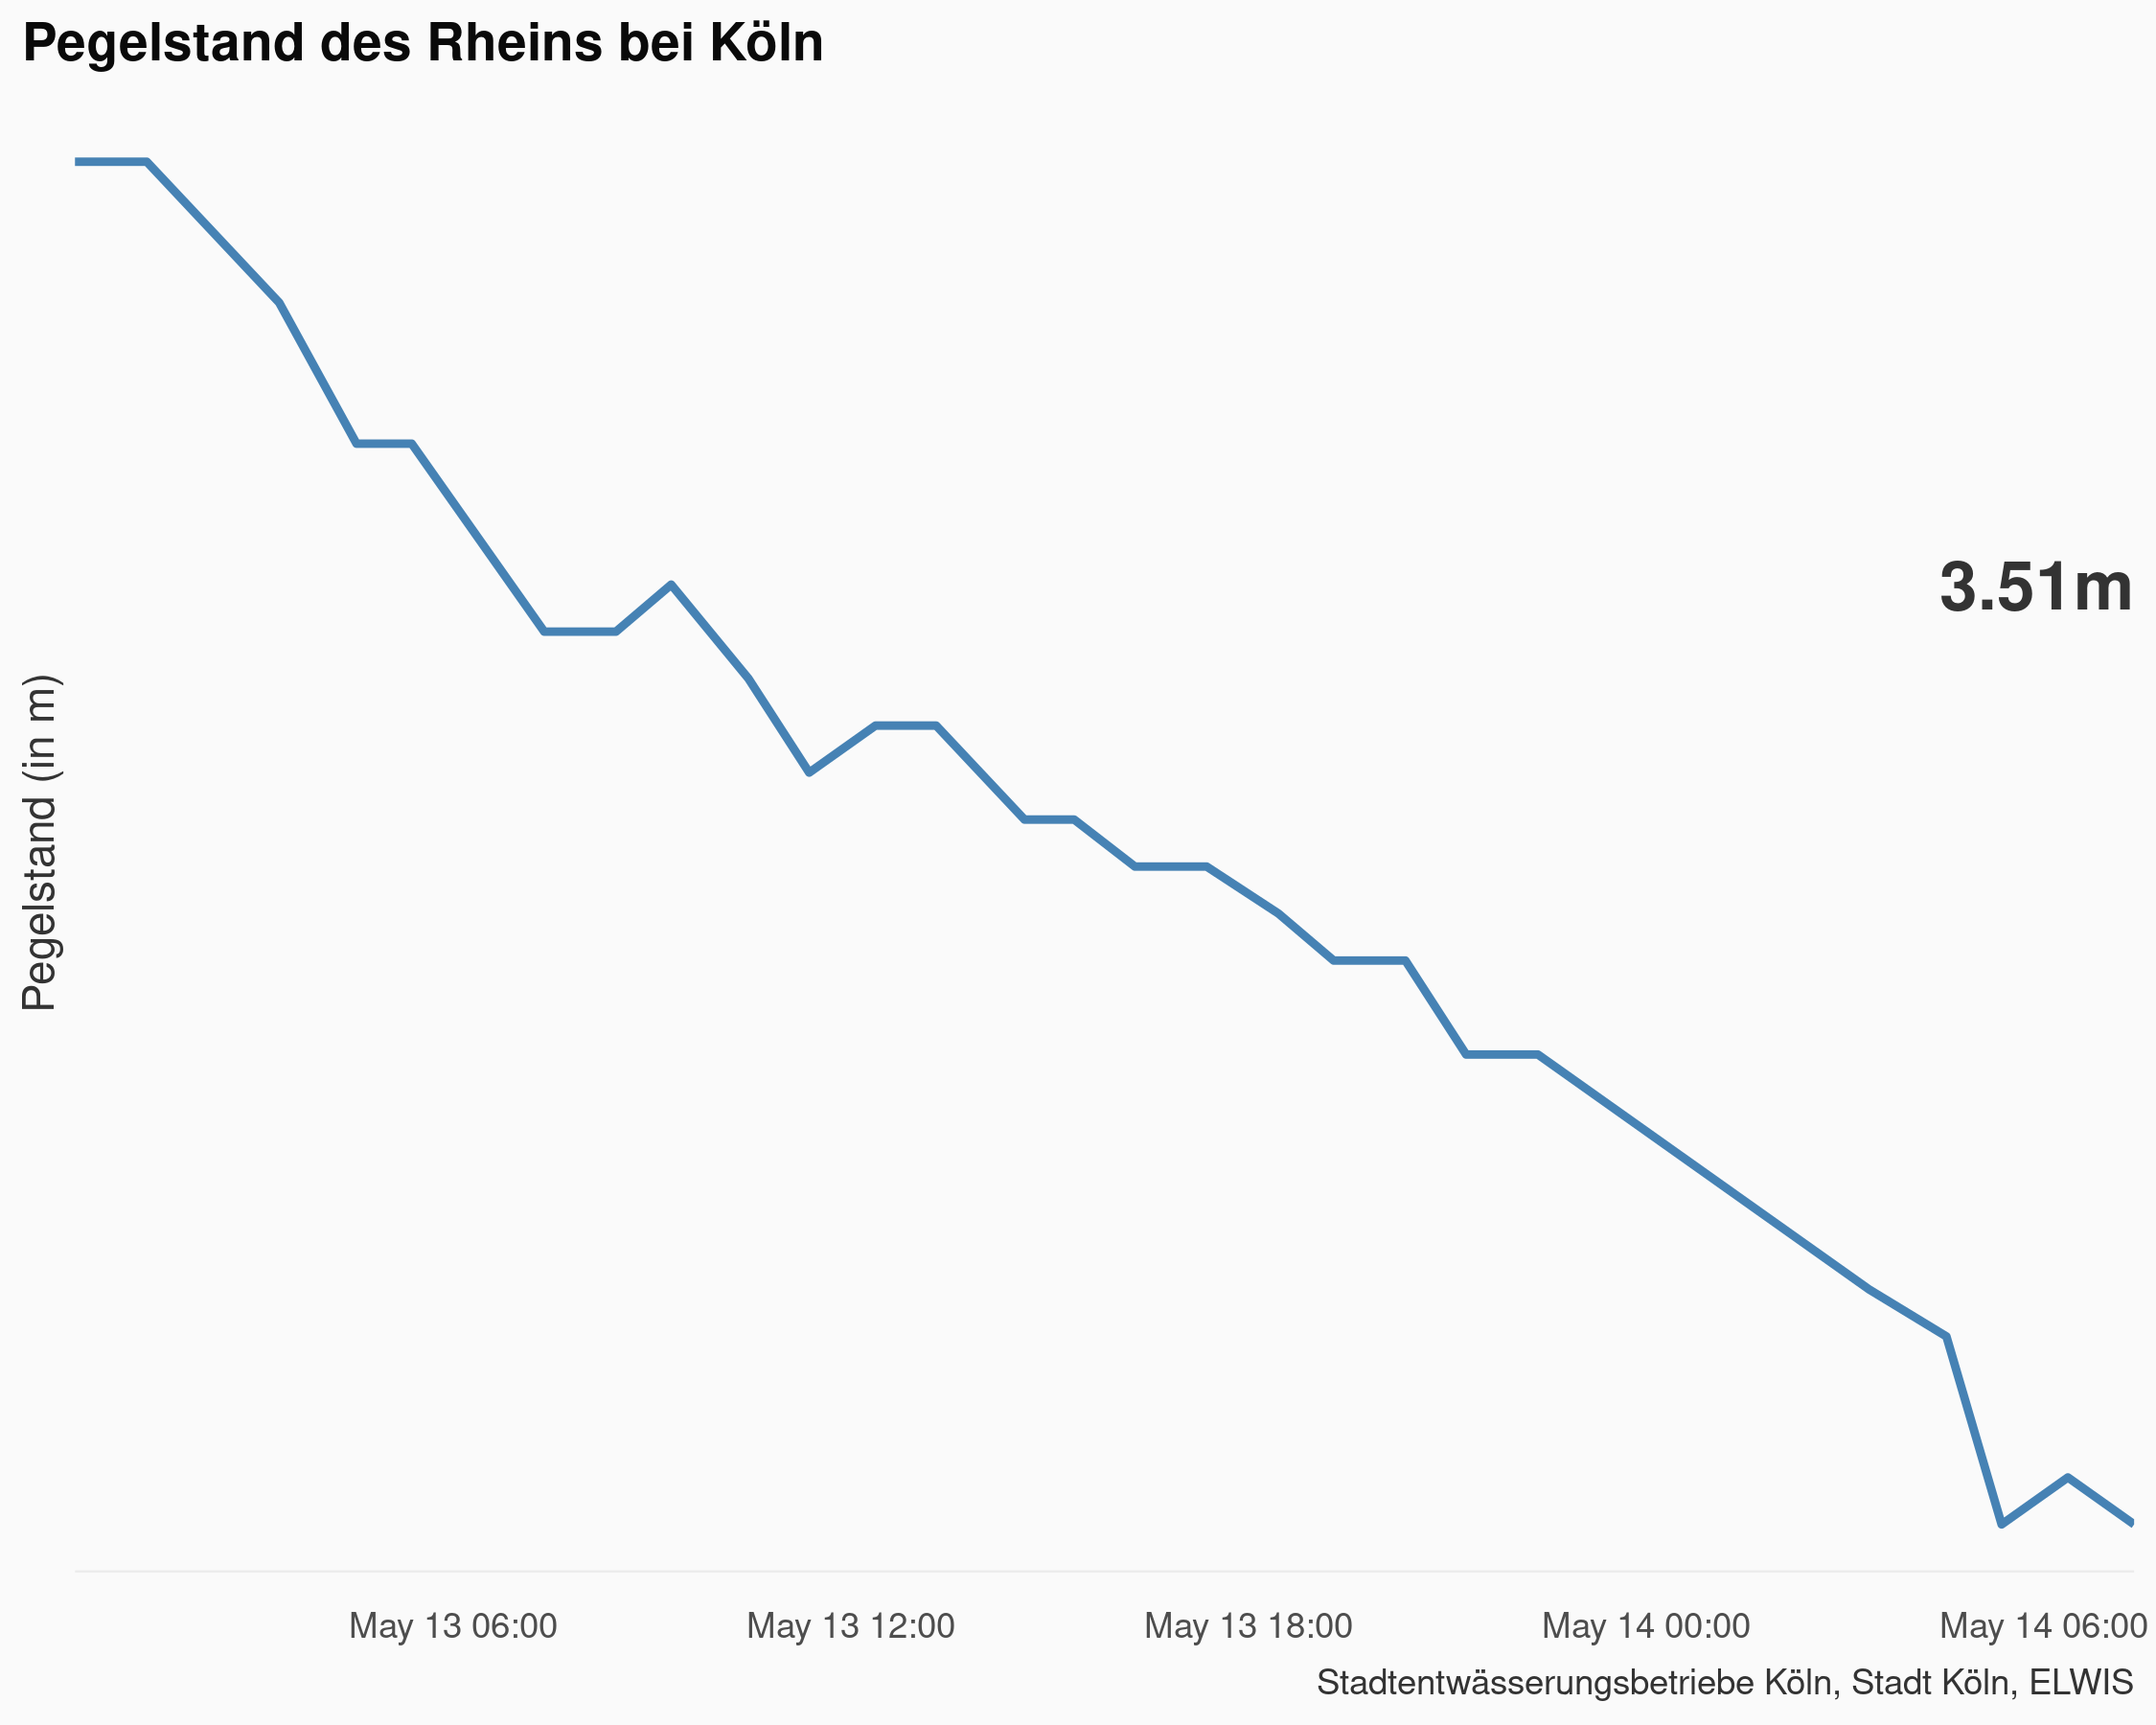 Pegelstand des Rheins bei Köln
3.51m
Pegelstand (in m)
May 13 06:00 May 13 12:00 May 13 18:00 May 14 00:00 May 14 06:00
Stadtentwässerungsbetriebe Köln, Stadt Köln, ELWIS